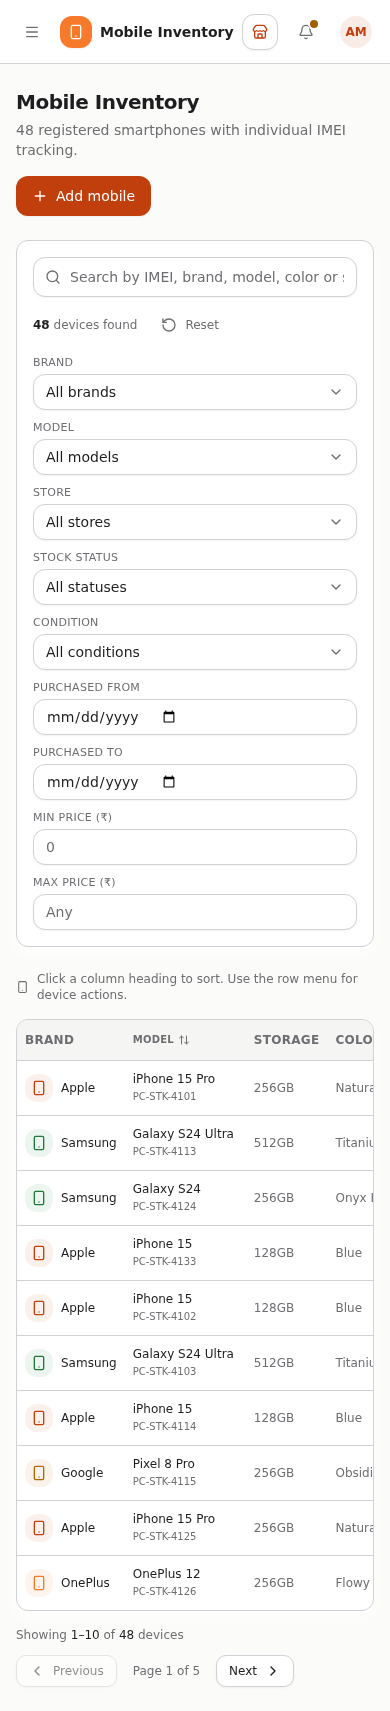 Mobile Inventory
AM
Mobile Inventory
48 registered smartphones with individual IMEI
tracking.
Add mobile
Search by IMEI, brand, model, color or
48 devices found Reset
BRAND
All brands
MODEL
All models
STORE
All stores
STOCK STATUS
All statuses
CONDITION
All conditions
PURCHASED FROM
mm/dd/yyyy
PURCHASED TO
mm/dd/yyyy
MIN PRICE (₹)
0
MAX PRICE (₹)
Any
Click a column heading to sort. Use the row menu for
device actions.
BRAND MODEL STORAGE COLO
Apple iPhone 15 Pro 256GB Natura
PC-STK-4101
Samsung Galaxy S24 Ultra 512GB Titaniu
PC-STK-4113
Samsung Galaxy S24 256GB Onyx
PC-STK-4124
Apple iPhone 15 128GB Blue
PC-STK-4133
Apple iPhone 15 128GB Blue
PC-STK-4102
Samsung Galaxy S24 Ultra 512GB Titaniu
PC-STK-4103
Apple iPhone 15 128GB Blue
PC-STK-4114
Google Pixel 8 Pro 256GB Obsidi
PC-STK-4115
Apple iPhone 15 Pro 256GB Natura
PC-STK-4125
OnePlus OnePlus 12 256GB Flowy
PC-STK-4126
Showing 1–10 of 48 devices
Previous Page 1 of 5 Next